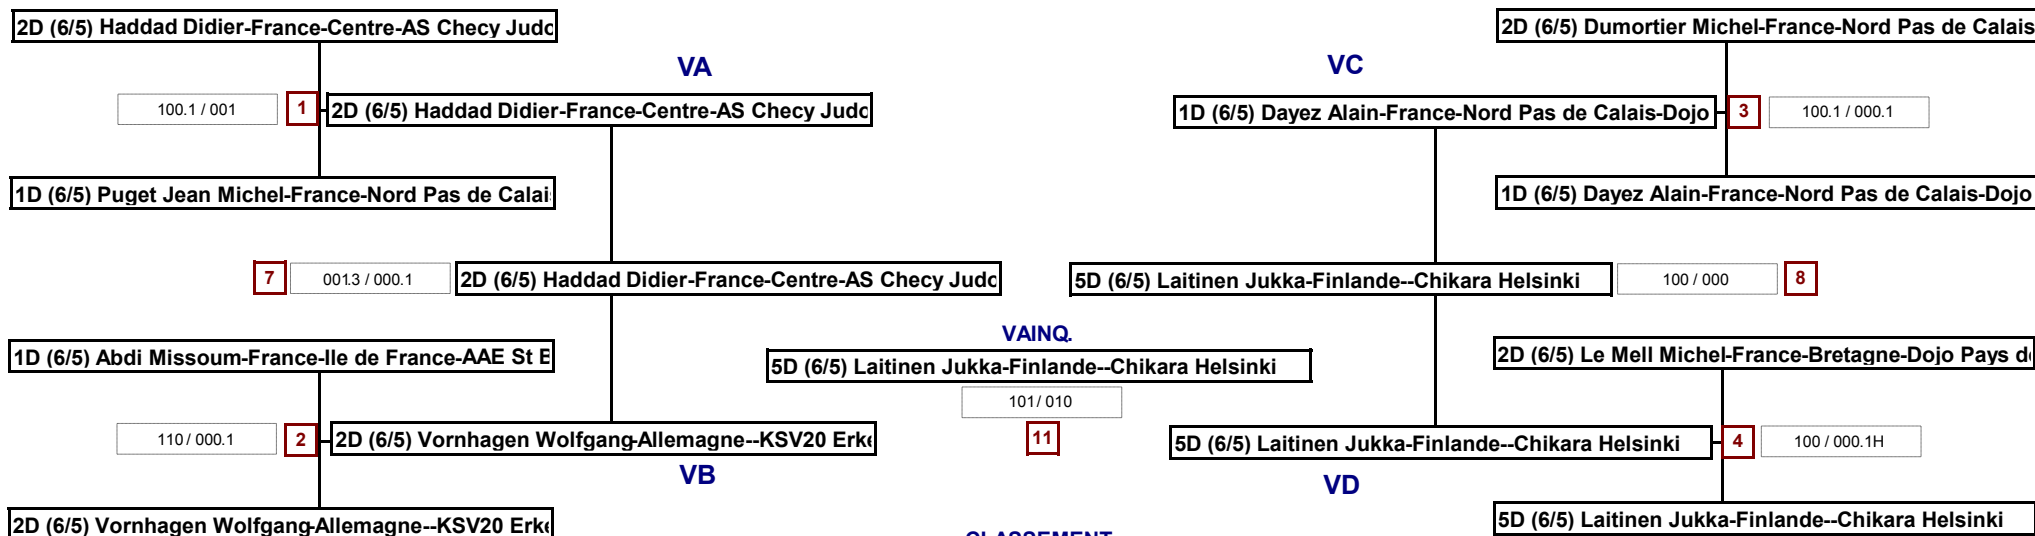 2D (6/5) Haddad Didier-France-Centre-AS Checy Judo
2D (6/5) Dumortier Michel-France-Nord Pas de Calais
VA
VC
100.1 / 001
1
2D (6/5) Haddad Didier-France-Centre-AS Checy Judo
1D (6/5) Dayez Alain-France-Nord Pas de Calais-Dojo
3
100.1 / 000.1
1D (6/5) Puget Jean Michel-France-Nord Pas de Calai
1D (6/5) Dayez Alain-France-Nord Pas de Calais-Dojo
7
001.3 / 000.1
2D (6/5) Haddad Didier-France-Centre-AS Checy Judo
5D (6/5) Laitinen Jukka-Finlande--Chikara Helsinki
100 / 000
8
VAINQ.
1D (6/5) Abdi Missoum-France-Ile de France-AAE St
5D (6/5) Laitinen Jukka-Finlande--Chikara Helsinki
2D (6/5) Le Mell Michel-France-Bretagne-Dojo Pays
101 / 010
110 / 000.1
2
2D (6/5) Vornhagen Wolfgang-Allemagne--KSV20 Erke
11
5D (6/5) Laitinen Jukka-Finlande--Chikara Helsinki
4
100 / 000.1H
VB
VD
2D (6/5) Vornhagen Wolfgang-Allemagne--KSV20 Erke
5D (6/5) Laitinen Jukka-Finlande--Chikara Helsinki
CLASSEMENT